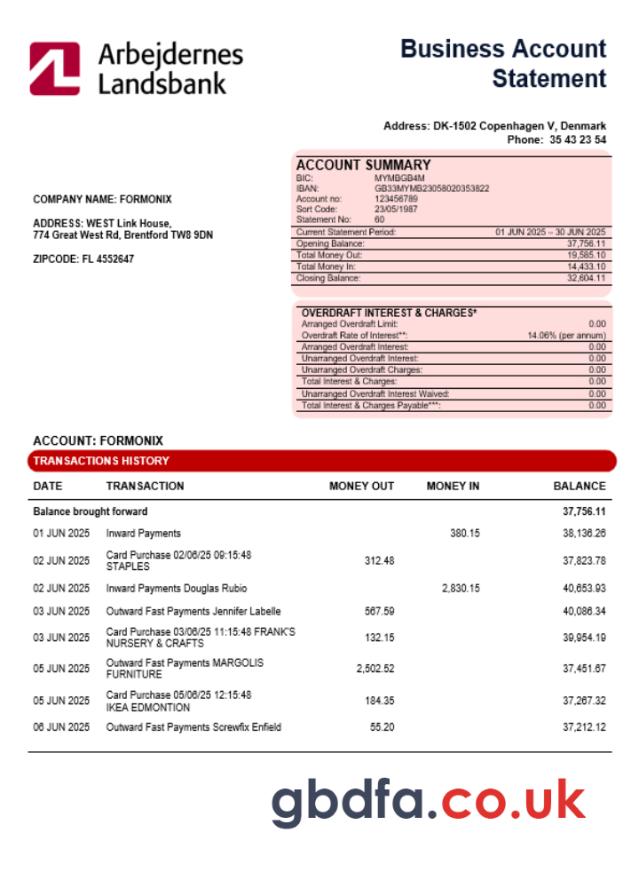 Arbejdernes
Landsbank
Business Account
Statement
Address: DK-1502 Copenhagen V, Denmark
Phone: 35 43 23 54
COMPANY NAME: FORMONIX
ADDRESS: WEST Link House,
774 Great West Rd, Brentford TW8 9DN
ZIPCODE: FL 4552647
ACCOUNT SUMMARY
BIC: MYMBGB4M
IBAN: GB33MYMB23058020353822
Account no: 123456789
Sort Code: 23/05/1987
Statement No: 60
Current Statement Period: 01 JUN 2025 – 30 JUN 2025
Opening Balance: 37,756.11
Total Money Out: 19,585.10
Total Money In: 14,433.10
Closing Balance: 32,604.11
OVERDRAFT INTEREST & CHARGES*
Arranged Overdraft Limit: 0.00
Overdraft Rate of Interest**: 14.06% (per annum)
Arranged Overdraft Interest: 0.00
Unarranged Overdraft Interest: 0.00
Unarranged Overdraft Charges: 0.00
Total Interest & Charges: 0.00
Unarranged Overdraft Interest Waived: 0.00
Total Interest & Charges Payable***: 0.00
ACCOUNT: FORMONIX
TRANSACTIONS HISTORY
DATE TRANSACTION MONEY OUT MONEY IN BALANCE
Balance brought forward 37,756.11
01 JUN 2025 Inward Payments 380.15 38,136.26
02 JUN 2025 Card Purchase 02/06/25 09:15:48 312.48 37,823.78
STAPLES
02 JUN 2025 Inward Payments Douglas Rubio 2,830.15 40,653.93
03 JUN 2025 Outward Fast Payments Jennifer Labelle 567.59 40,086.34
03 JUN 2025 Card Purchase 03/06/25 11:15:48 FRANK'S 132.15 39,954.19
NURSERY & CRAFTS
05 JUN 2025 Outward Fast Payments MARGOLIS 2,502.52 37,451.67
FURNITURE
05 JUN 2025 Card Purchase 05/06/25 12:15:48 184.35 37,267.32
IKEA EDMONTION
06 JUN 2025 Outward Fast Payments Screwfix Enfield 55.20 37,212.12
gbdfa.co.uk